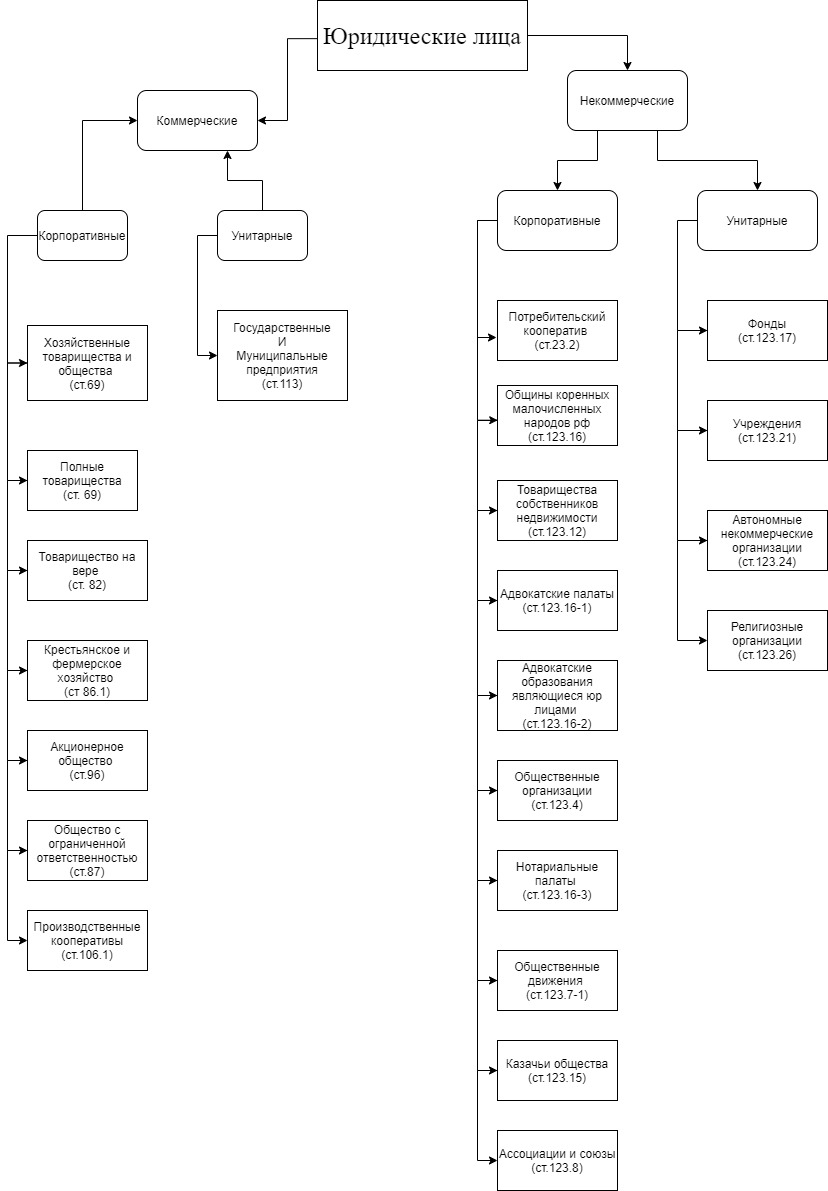 Юридические лица
Коммерческие
Некоммерческие
Корпоративные
Унитарные
Корпоративные
Унитарные
Хозяйственные
товарищества и
общества
(ст.69)
Полные
товарищества
(ст. 69)
Товарищество на
вере
(ст. 82)
Крестьянское и
фермерское
хозяйство
(ст 86.1)
Акционерное
общество
(ст.96)
Общество с
ограниченной
ответственностью
(ст.87)
Производственные
кооперативы
(ст.106.1)
Государственные
И
Муниципальные
предприятия
(ст.113)
Потребительский
кооператив
(ст.23.2)
Общины коренных
малочисленных
народов рф
(ст.123.16)
Товарищества
собственников
недвижимости
(ст.123.12)
Адвокатские палаты
(ст.123.16-1)
Адвокатские
образования
являющиеся юр
лицами
(ст.123.16-2)
Общественные
организации
(ст.123.4)
Нотариальные
палаты
(ст.123.16-3)
Общественные
движения
(ст.123.7-1)
Казачьи общества
(ст.123.15)
Ассоциации и союзы
(ст.123.8)
Фонды
(ст.123.17)
Учреждения
(ст.123.21)
Автономные
некоммерческие
организации
(ст.123.24)
Религиозные
организации
(ст.123.26)